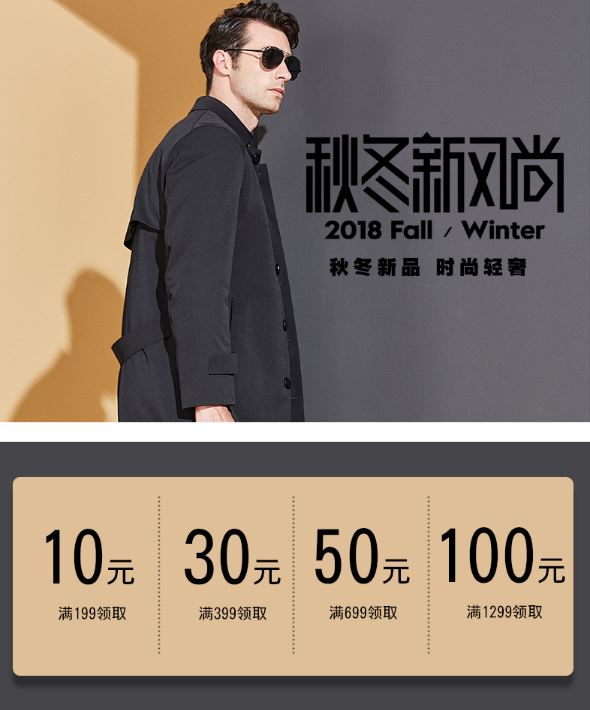 秋冬新风尚
2018 Fall / Winter
秋冬新品 时尚轻奢
10元
满199领取
30元
满399领取
50元
满699领取
100元
满1299领取